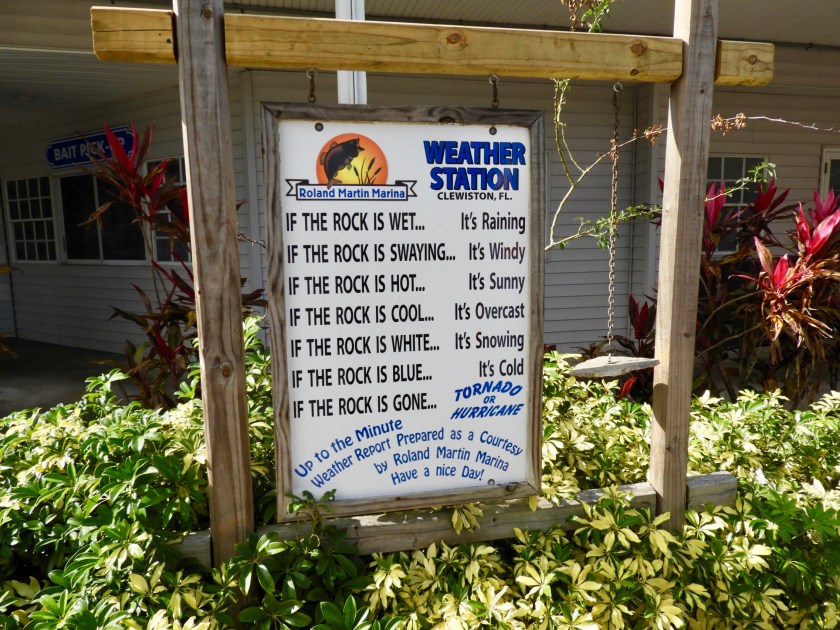 BAIT PICK-UP
Roland Martin Marina
WEATHER
STATION
CLEWISTON, FL.
IF THE ROCK IS WET... It's Raining
IF THE ROCK IS SWAYING... It's Windy
IF THE ROCK IS HOT... It's Sunny
IF THE ROCK IS COOL... It's Overcast
IF THE ROCK IS WHITE... It's Snowing
IF THE ROCK IS BLUE... It's Cold
IF THE ROCK IS GONE... TORNADO
OR
HURRICANE
Up to the Minute
Weather Report Prepared as a Courtesy
by Roland Martin Marina
Have a nice Day!